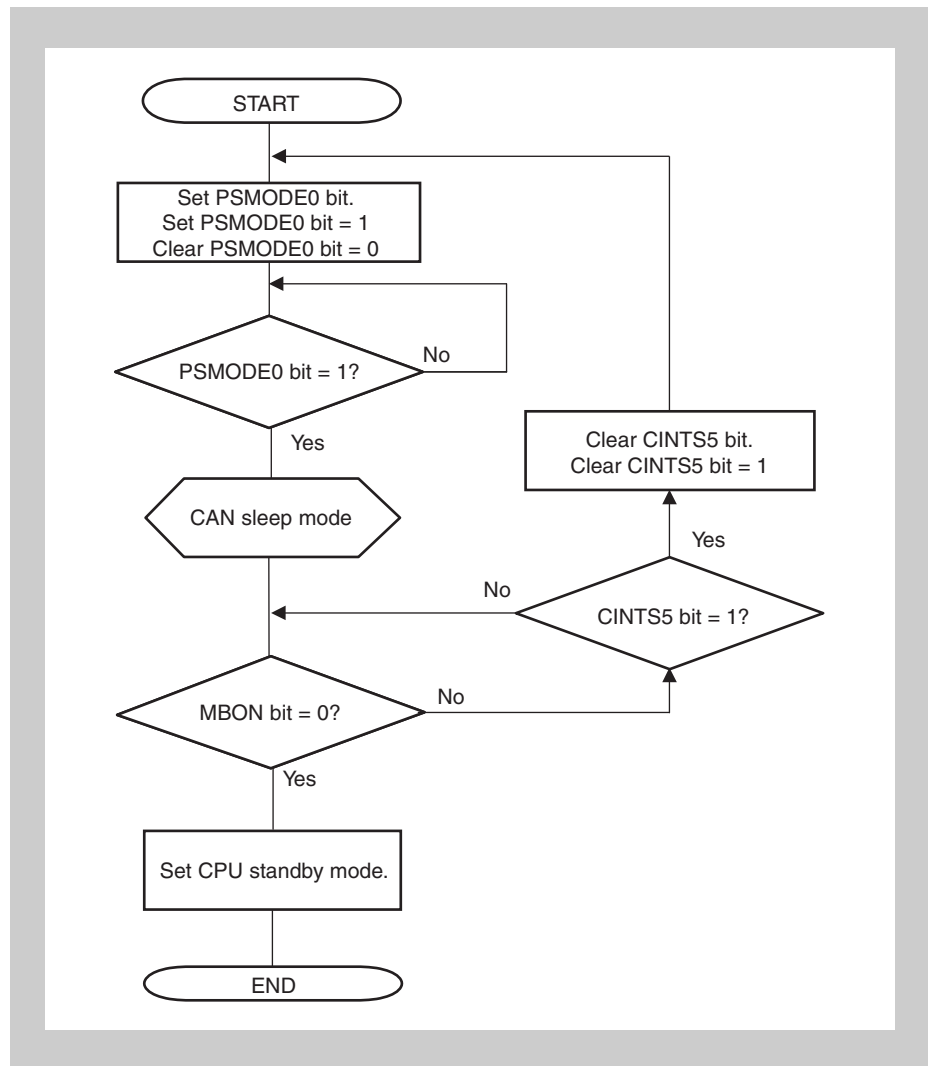 START
Set PSMODE0 bit.
Set PSMODE0 bit = 1
Clear PSMODE0 bit = 0
PSMODE0 bit = 1?
No
Yes
CAN sleep mode
Clear CINTS5 bit.
Clear CINTS5 bit = 1
Yes
CINTS5 bit = 1?
No
MBON bit = 0?
No
Yes
Set CPU standby mode.
END